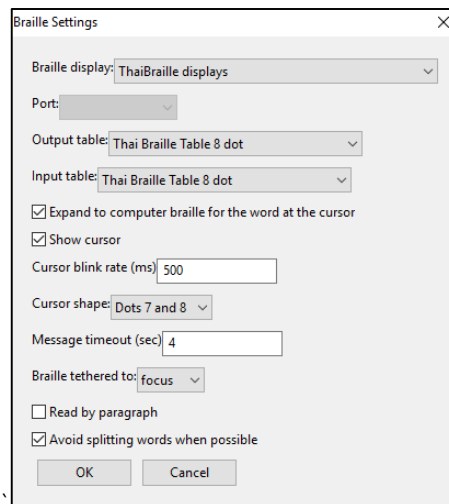 Braille Settings
Braille display: ThaiBraille displays
Port:
Output table: Thai Braille Table 8 dot
Input table: Thai Braille Table 8 dot
Expand to computer braille for the word at the cursor
Show cursor
Cursor blink rate (ms) 500
Cursor shape: Dots 7 and 8
Message timeout (sec) 4
Braille tethered to: focus
Read by paragraph
Avoid splitting words when possible
OK Cancel
`